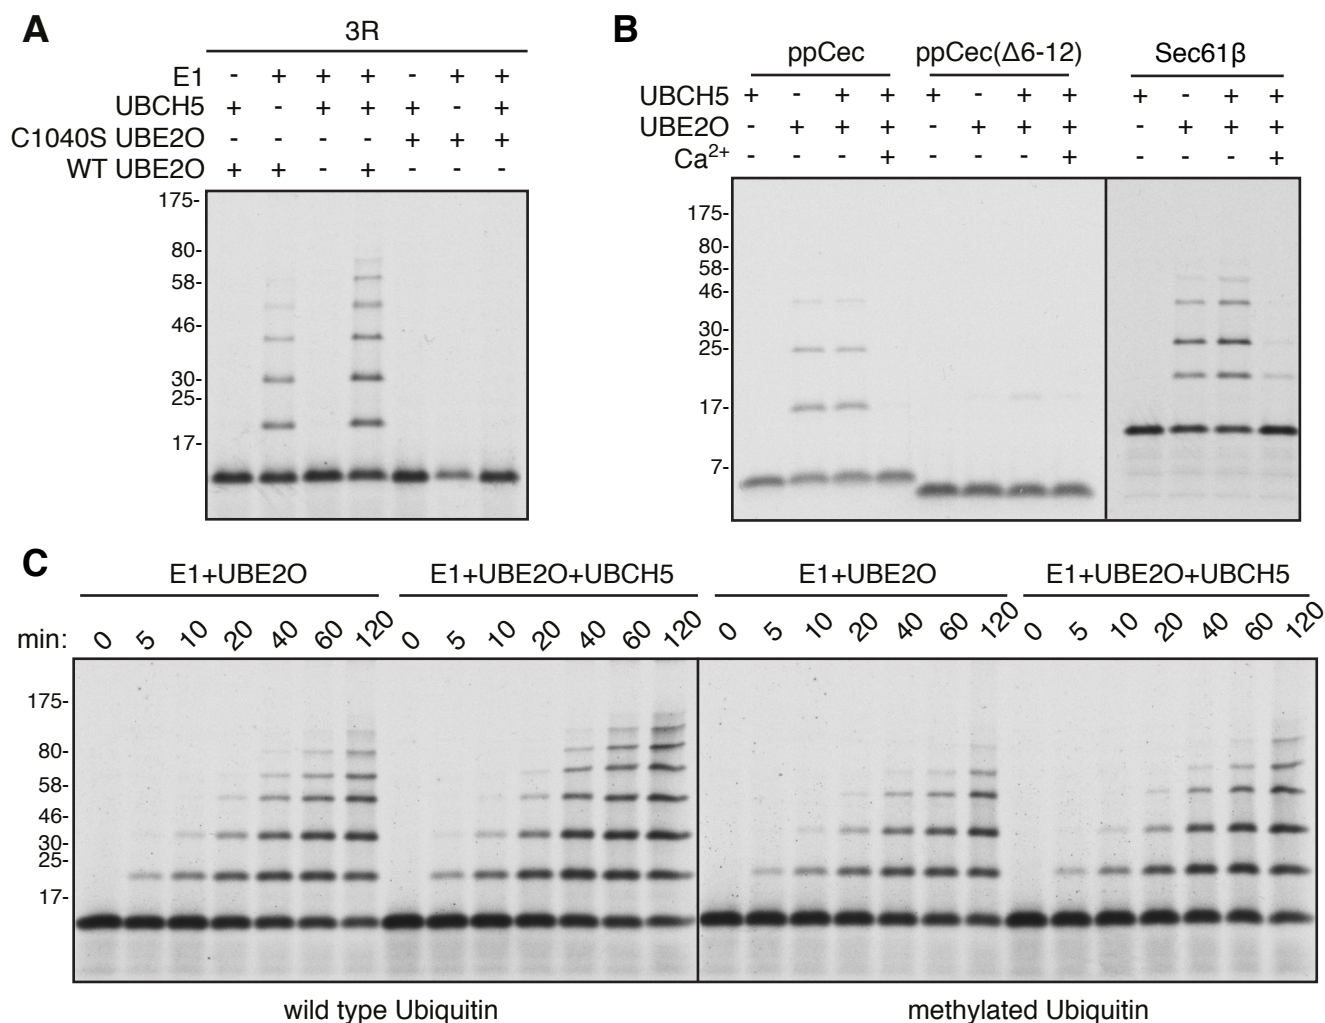 A
3R
E1 - + + + - + +
UBCH5 + - + + + - +
C1040S UBE2O - - - - + + +
WT UBE2O + + - + - - -
175-
80-
58-
46-
30-
25-
17-
B
ppCec ppCec(Δ6-12) Sec61β
UBCH5 + - + + + - + + + - + +
UBE2O - + + + - + + + - + + +
Ca2+ - - - + - - - + - - - +
175-
80-
58-
46-
30-
25-
17-
7-
C
E1+UBE2O E1+UBE2O+UBCH5 E1+UBE2O E1+UBE2O+UBCH5
min: 0 5 10 20 40 60 120 0 5 10 20 40 60 120 0 5 10 20 40 60 120 0 5 10 20 40 60 120
175-
80-
58-
46-
30-
25-
17-
wild type Ubiquitin methylated Ubiquitin